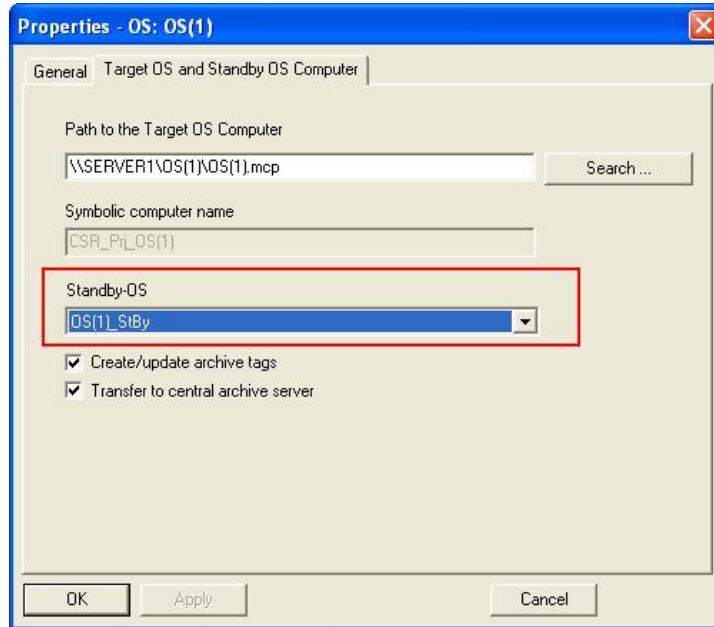 Properties - OS: OS(1)
General
Target OS and Standby OS Computer
Path to the Target OS Computer
\\SERVER1\OS(1)\OS(1).mcp
Search ...
Symbolic computer name
CSR_Prj_OS(1)
Standby-OS
OS(1)_StBy
Create/update archive tags
Transfer to central archive server
OK
Apply
Cancel